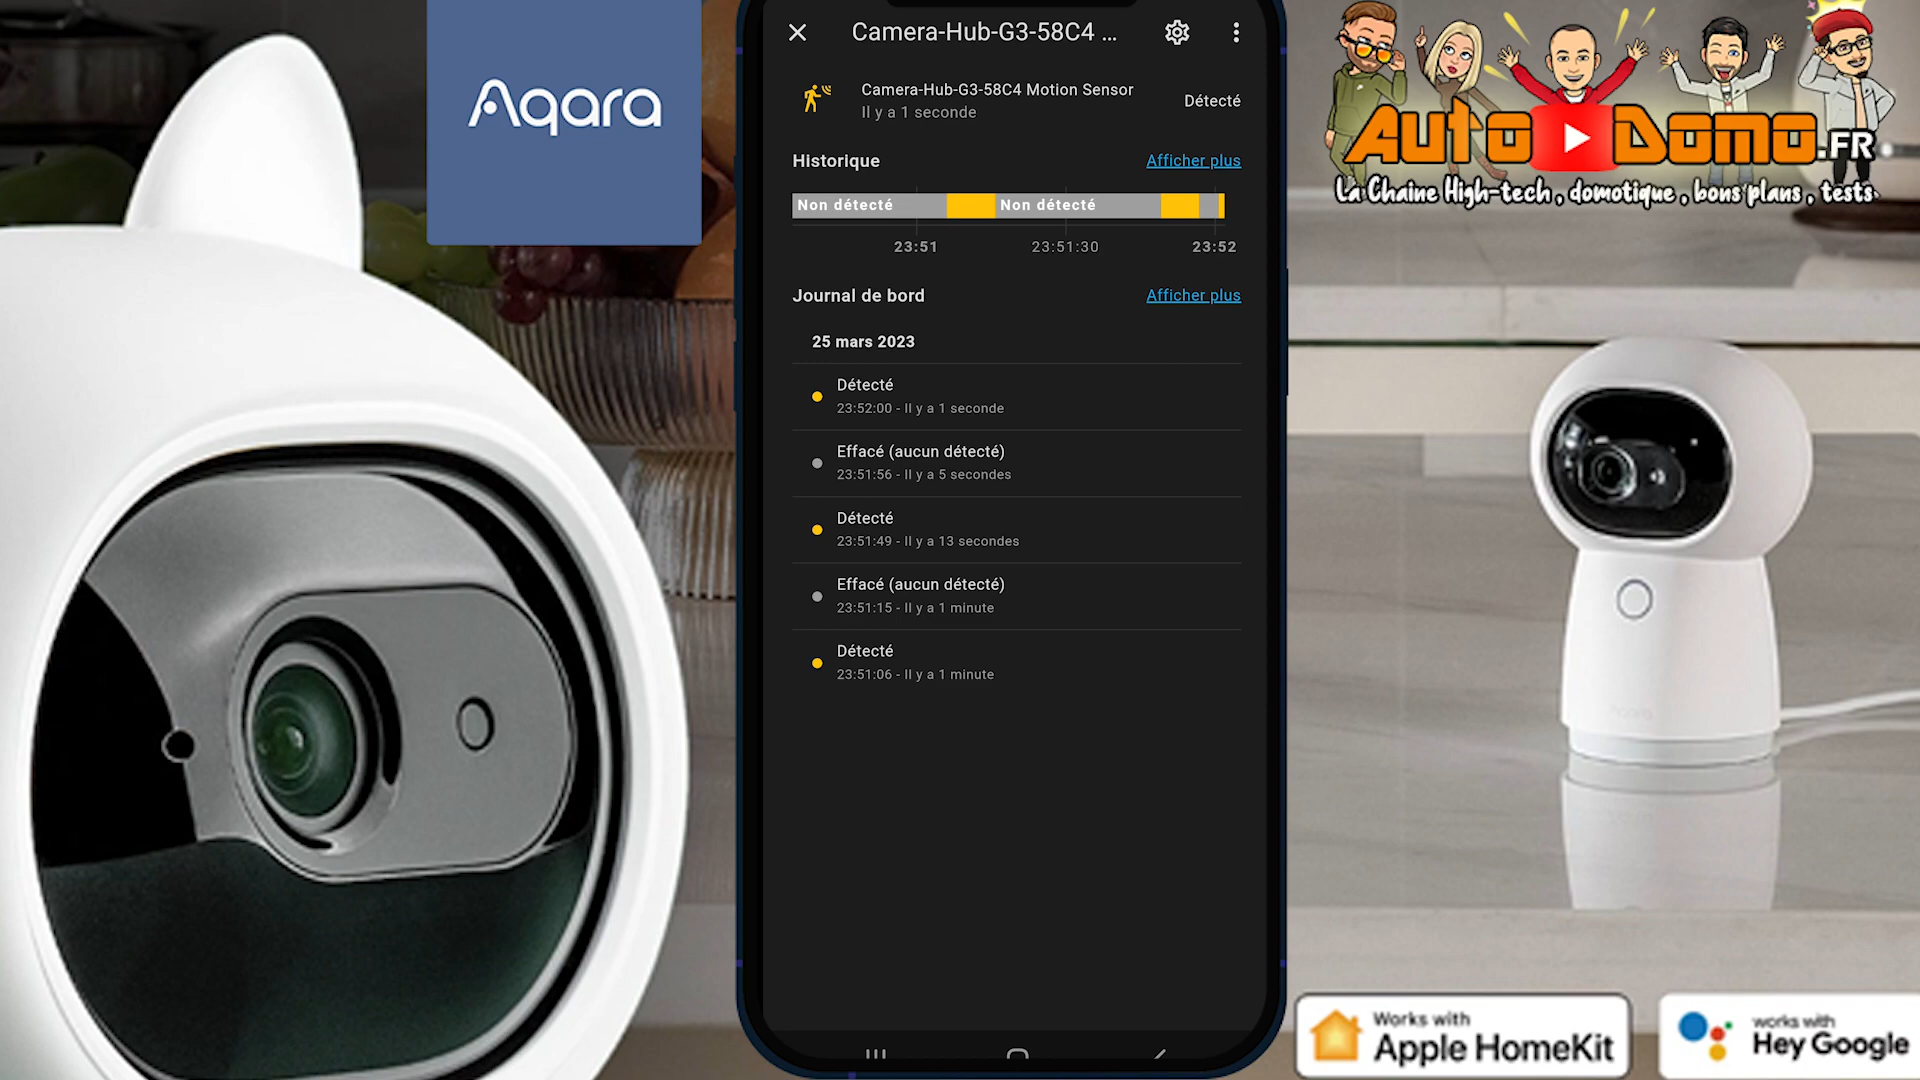 Aqara
Camera-Hub-G3-58C4 ...
Camera-Hub-G3-58C4 Motion Sensor
Il y a 1 seconde
Détecté
Historique
Afficher plus
Non détecté
Non détecté
23:51
23:51:30
23:52
Journal de bord
Afficher plus
25 mars 2023
Détecté
23:52:00 - Il y a 1 seconde
Effacé (aucun détecté)
23:51:56 - Il y a 5 secondes
Détecté
23:51:49 - Il y a 13 secondes
Effacé (aucun détecté)
23:51:15 - Il y a 1 minute
Détecté
23:51:06 - Il y a 1 minute
AUTO DOMO.FR
La Chaine High-tech, domotique, bons plans, tests.
Works with
Apple HomeKit
works with
Hey Google